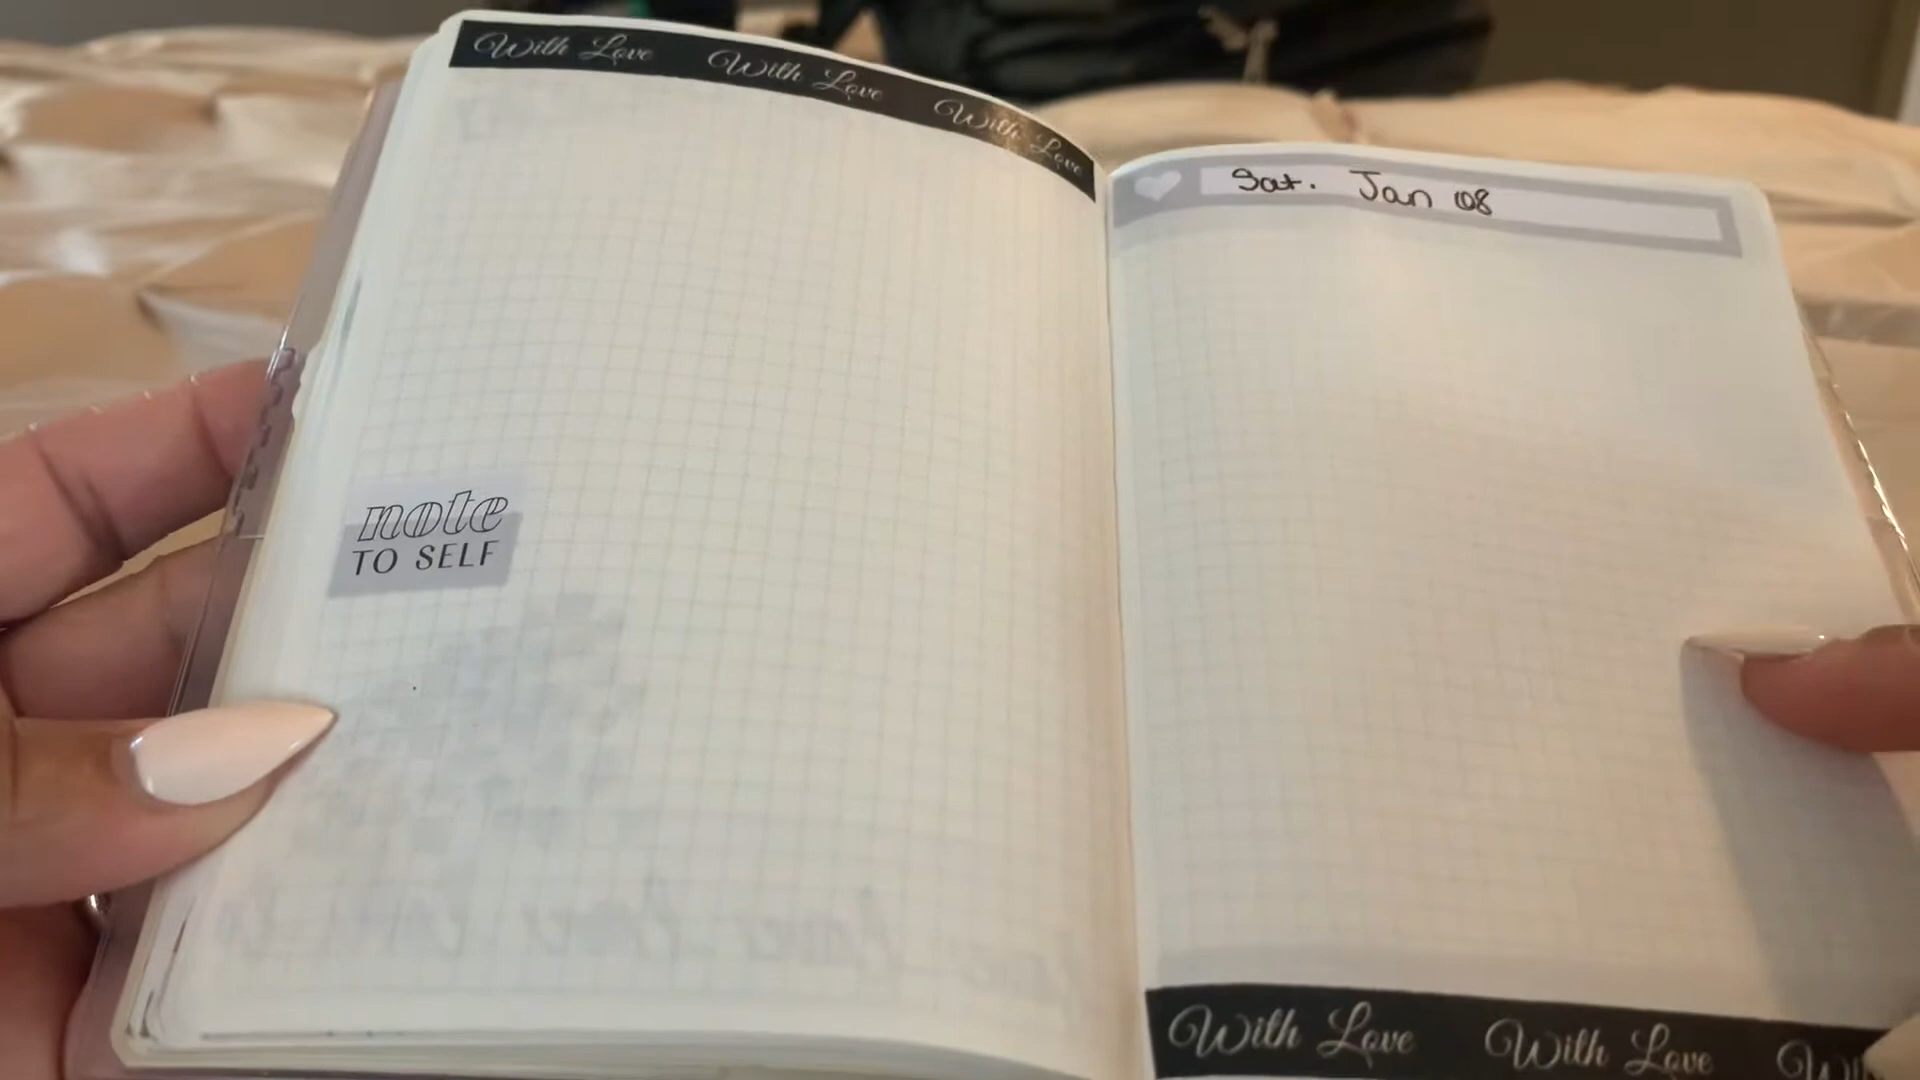 With Love With Love With Love
note
TO SELF
Sat. Jan 08
With Love With Love